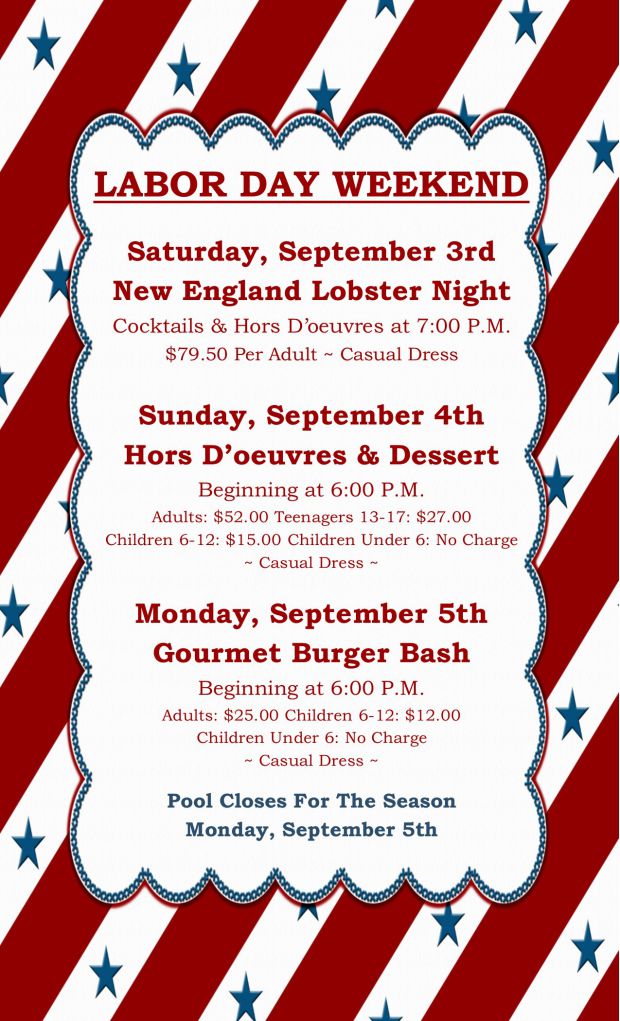 LABOR DAY WEEKEND
Saturday, September 3rd
New England Lobster Night
Cocktails & Hors D’oeuvres at 7:00 P.M.
$79.50 Per Adult ~ Casual Dress
Sunday, September 4th
Hors D’oeuvres & Dessert
Beginning at 6:00 P.M.
Adults: $52.00 Teenagers 13-17: $27.00
Children 6-12: $15.00 Children Under 6: No Charge
~ Casual Dress ~
Monday, September 5th
Gourmet Burger Bash
Beginning at 6:00 P.M.
Adults: $25.00 Children 6-12: $12.00
Children Under 6: No Charge
~ Casual Dress ~
Pool Closes For The Season
Monday, September 5th